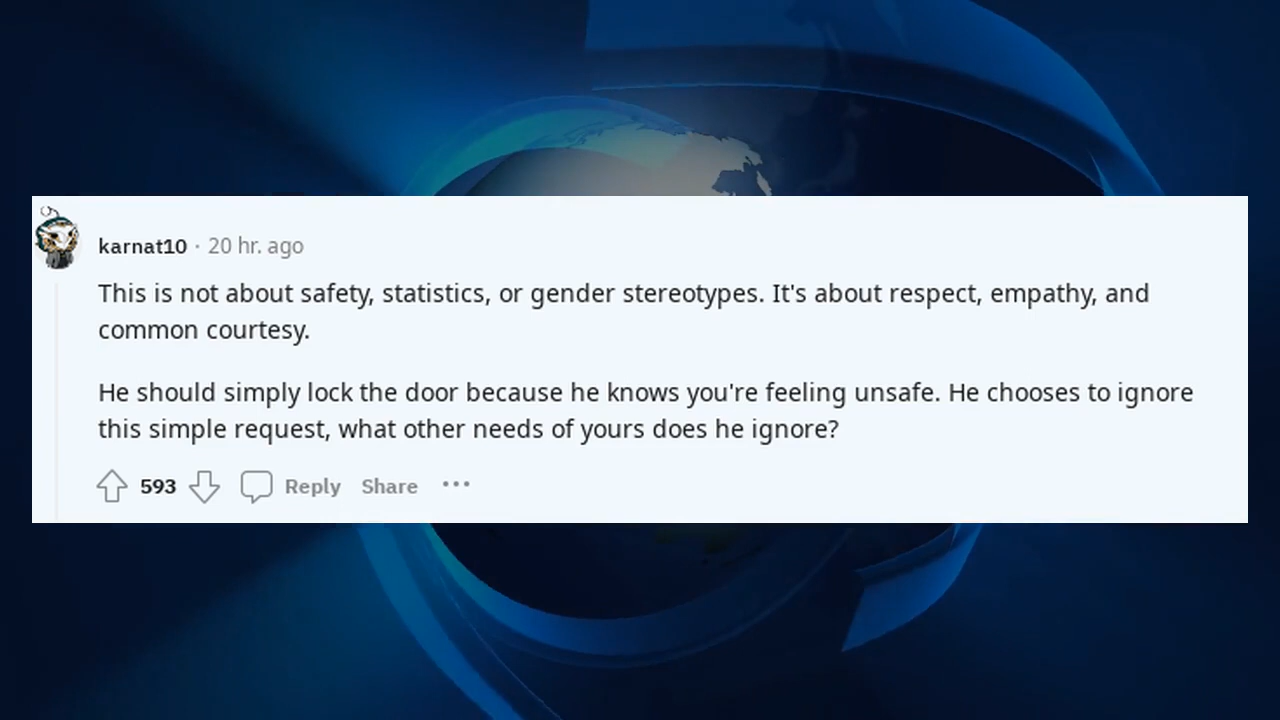 karnat10 · 20 hr. ago
This is not about safety, statistics, or gender stereotypes. It's about respect, empathy, and
common courtesy.
He should simply lock the door because he knows you're feeling unsafe. He chooses to ignore
this simple request, what other needs of yours does he ignore?
593 Reply Share •••